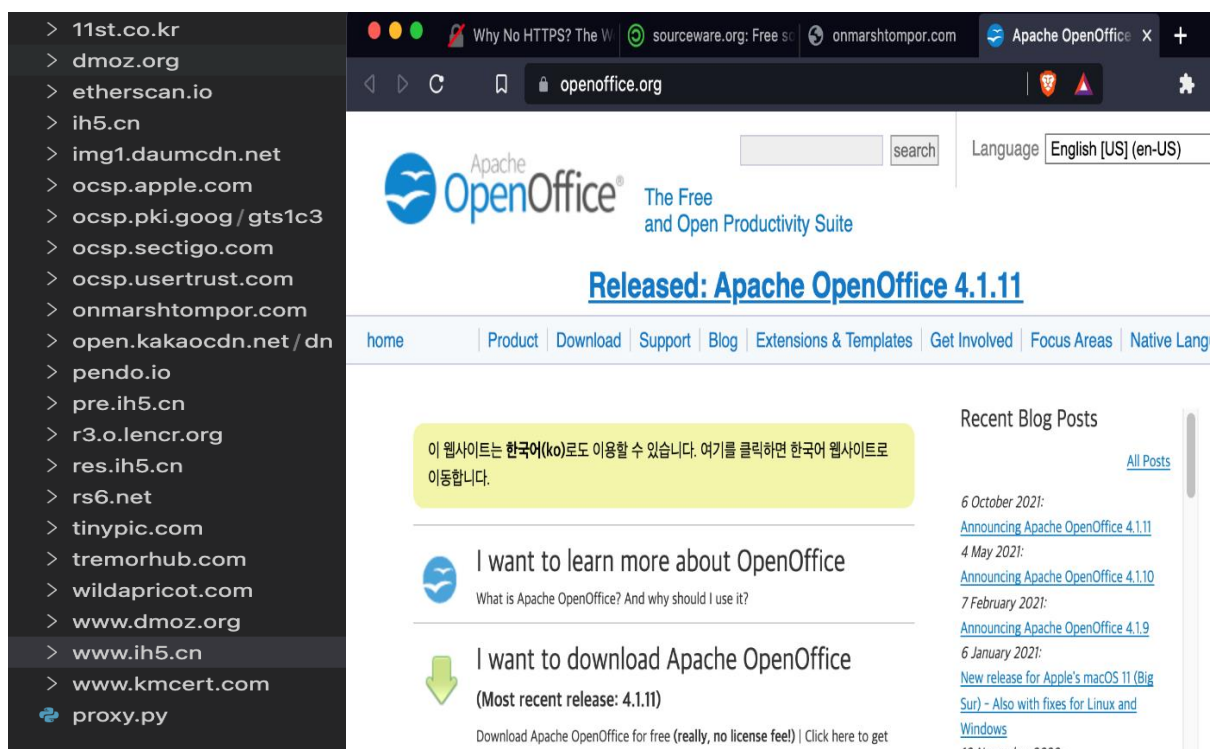 11st.co.kr
dmoz.org
etherscan.io
ih5.cn
img1.daumcdn.net
ocsp.apple.com
ocsp.pki.goog/gts1c3
ocsp.sectigo.com
ocsp.usertrust.com
onmarshtompor.com
open.kakaocdn.net/dn
pendo.io
pre.ih5.cn
r3.o.lencr.org
res.ih5.cn
rs6.net
tinypic.com
tremorhub.com
wildapricot.com
www.dmoz.org
www.ih5.cn
www.kmcert.com
proxy.py
Why No HTTPS? The W
sourceware.org: Free so
onmarshtompor.com
Apache OpenOffice
openoffice.org
Apache
OpenOffice®
The Free
and Open Productivity Suite
search
Language English [US] (en-US)
Released: Apache OpenOffice 4.1.11
home Product Download Support Blog Extensions & Templates Get Involved Focus Areas Native Lang
이 웹사이트는 한국어(ko)로도 이용할 수 있습니다. 여기를 클릭하면 한국어 웹사이트로
이동합니다.
I want to learn more about OpenOffice
What is Apache OpenOffice? And why should I use it?
I want to download Apache OpenOffice
(Most recent release: 4.1.11)
Download Apache OpenOffice for free (really, no license fee!) | Click here to get
Recent Blog Posts
All Posts
6 October 2021:
Announcing Apache OpenOffice 4.1.11
4 May 2021:
Announcing Apache OpenOffice 4.1.10
7 February 2021:
Announcing Apache OpenOffice 4.1.9
6 January 2021:
New release for Apple's macOS 11 (Big
Sur) - Also with fixes for Linux and
Windows